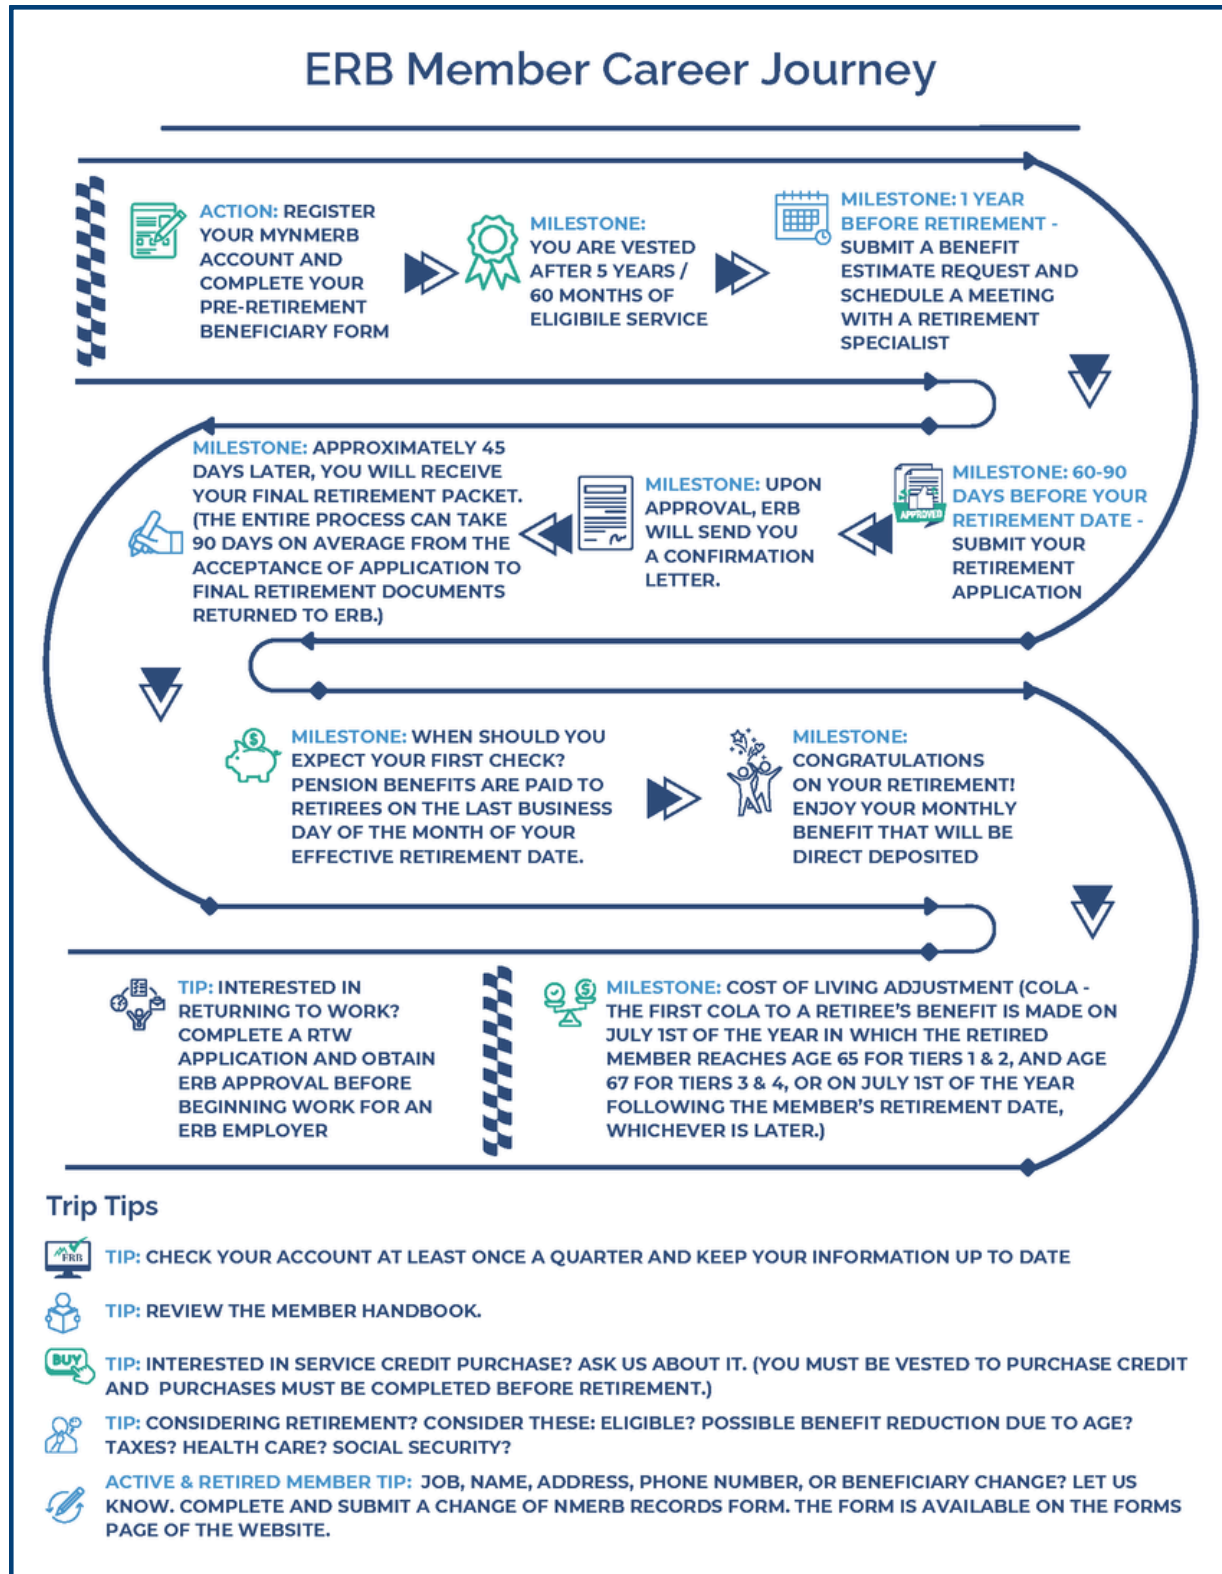 ERB Member Career Journey
ACTION: REGISTER
YOUR MYNMERB
ACCOUNT AND
COMPLETE YOUR
PRE-RETIREMENT
BENEFICIARY FORM
MILESTONE:
YOU ARE VESTED
AFTER 5 YEARS /
60 MONTHS OF
ELIGIBILE SERVICE
MILESTONE: 1 YEAR
BEFORE RETIREMENT -
SUBMIT A BENEFIT
ESTIMATE REQUEST AND
SCHEDULE A MEETING
WITH A RETIREMENT
SPECIALIST
APPROVED
MILESTONE: 60-90
DAYS BEFORE YOUR
RETIREMENT DATE -
SUBMIT YOUR
RETIREMENT
APPLICATION
MILESTONE: UPON
APPROVAL, ERB
WILL SEND YOU
A CONFIRMATION
LETTER.
MILESTONE: APPROXIMATELY 45
DAYS LATER, YOU WILL RECEIVE
YOUR FINAL RETIREMENT PACKET.
(THE ENTIRE PROCESS CAN TAKE
90 DAYS ON AVERAGE FROM THE
ACCEPTANCE OF APPLICATION TO
FINAL RETIREMENT DOCUMENTS
RETURNED TO ERB.)
$
MILESTONE: WHEN SHOULD YOU
EXPECT YOUR FIRST CHECK?
PENSION BENEFITS ARE PAID TO
RETIREES ON THE LAST BUSINESS
DAY OF THE MONTH OF YOUR
EFFECTIVE RETIREMENT DATE.
MILESTONE:
CONGRATULATIONS
ON YOUR RETIREMENT!
ENJOY YOUR MONTHLY
BENEFIT THAT WILL BE
DIRECT DEPOSITED
$
MILESTONE: COST OF LIVING ADJUSTMENT (COLA -
THE FIRST COLA TO A RETIREE'S BENEFIT IS MADE ON
JULY 1ST OF THE YEAR IN WHICH THE RETIRED
MEMBER REACHES AGE 65 FOR TIERS 1 & 2, AND AGE
67 FOR TIERS 3 & 4, OR ON JULY 1ST OF THE YEAR
FOLLOWING THE MEMBER'S RETIREMENT DATE,
WHICHEVER IS LATER.)
TIP: INTERESTED IN
RETURNING TO WORK?
COMPLETE A RTW
APPLICATION AND OBTAIN
ERB APPROVAL BEFORE
BEGINNING WORK FOR AN
ERB EMPLOYER
Trip Tips
ERB
TIP: CHECK YOUR ACCOUNT AT LEAST ONCE A QUARTER AND KEEP YOUR INFORMATION UP TO DATE
TIP: REVIEW THE MEMBER HANDBOOK.
BUY
TIP: INTERESTED IN SERVICE CREDIT PURCHASE? ASK US ABOUT IT. (YOU MUST BE VESTED TO PURCHASE CREDIT
AND PURCHASES MUST BE COMPLETED BEFORE RETIREMENT.)
TIP: CONSIDERING RETIREMENT? CONSIDER THESE: ELIGIBLE? POSSIBLE BENEFIT REDUCTION DUE TO AGE?
TAXES? HEALTH CARE? SOCIAL SECURITY?
ACTIVE & RETIRED MEMBER TIP: JOB, NAME, ADDRESS, PHONE NUMBER, OR BENEFICIARY CHANGE? LET US
KNOW. COMPLETE AND SUBMIT A CHANGE OF NMERB RECORDS FORM. THE FORM IS AVAILABLE ON THE FORMS
PAGE OF THE WEBSITE.